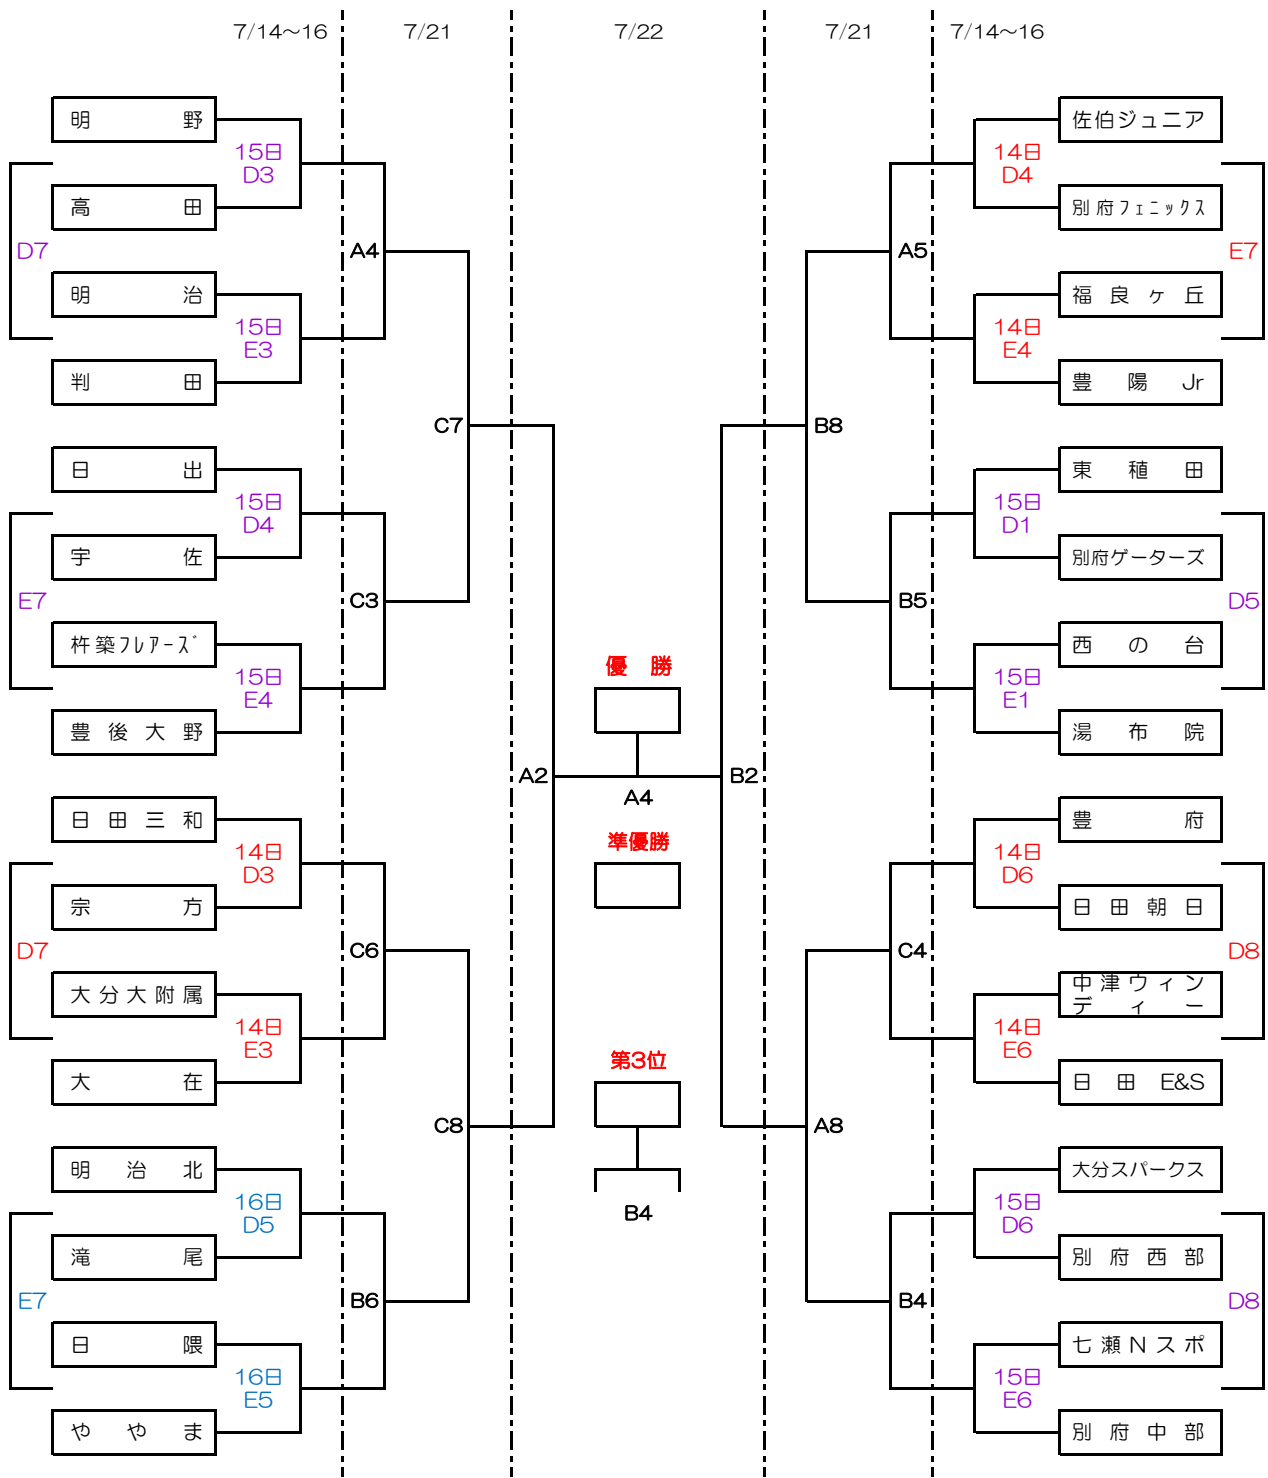 7/14～16 7/21 7/22 7/21 7/14～16
明野
15日
D3
高田
D7
A4
明治
15日
E3
判田
C7
日出
15日
D4
宇佐
E7
C3
杵築フレアーズ
15日
E4
豊後大野
A2
日田三和
14日
D3
宗方
D7
C6
大分大附属
14日
E3
大在
C8
明治北
16日
D5
滝尾
E7
B6
日隈
16日
E5
ややま
優勝
A4
準優勝
第3位
B4
佐伯ジュニア
14日
D4
別府フェニックス
A5
E7
福良ヶ丘
14日
E4
豊陽Jr
B8
東稙田
15日
D1
別府ゲーターズ
B5
D5
西の台
15日
E1
湯布院
B2
豊府
14日
D6
日田朝日
C4
D8
中津ウィン
ディー
14日
E6
日田E&S
A8
大分スパークス
15日
D6
別府西部
B4
D8
七瀬Nスポ
15日
E6
別府中部